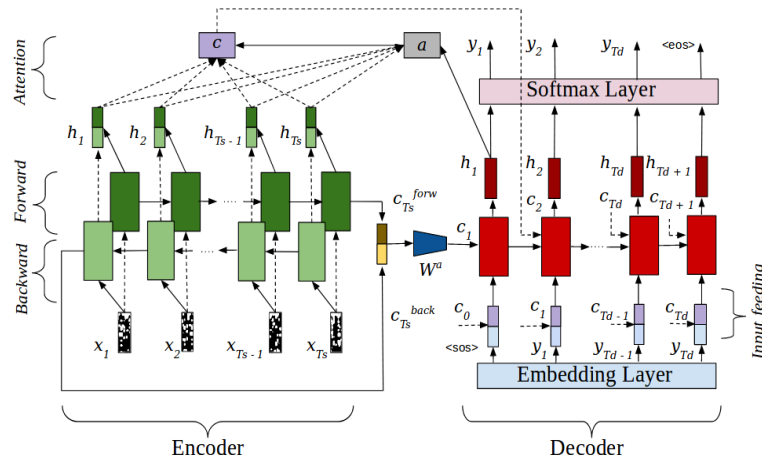 c
a
y1
y2
yTd
<eos>
Attention
Softmax Layer
h1
h2
hTs - 1
hTs
h1
h2
hTd
hTd + 1
Forward
cTs forw
c1
c2
cTd
cTd + 1
Backward
Wa
cTs back
c0
c1
cTd - 1
cTd
Input feeding
x1
x2
xTs - 1
xTs
<sos>
y1
yTd - 1
yTd
Embedding Layer
Encoder
Decoder